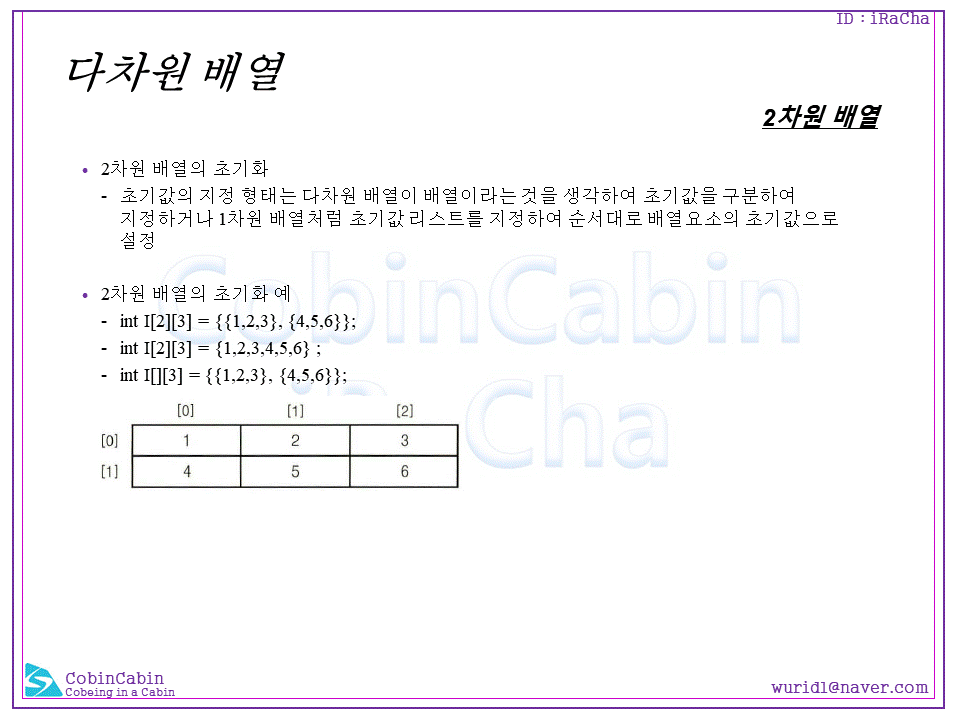 ID : iRaCha
다차원 배열
2차원 배열
• 2차원 배열의 초기화
- 초기값의 지정 형태는 다차원 배열이 배열이라는 것을 생각하여 초기값을 구분하여
지정하거나 1차원 배열처럼 초기값 리스트를 지정하여 순서대로 배열요소의 초기값으로
설정
• 2차원 배열의 초기화 예
- int I[2][3] = {{1,2,3}, {4,5,6}};
- int I[2][3] = {1,2,3,4,5,6} ;
- int I[][3] = {{1,2,3}, {4,5,6}};
[0] [1] [2]
[0] 1 2 3
[1] 4 5 6
CobinCabin
iRaCha
CobinCabin
Cobeing in a Cabin
wurid1@naver.com